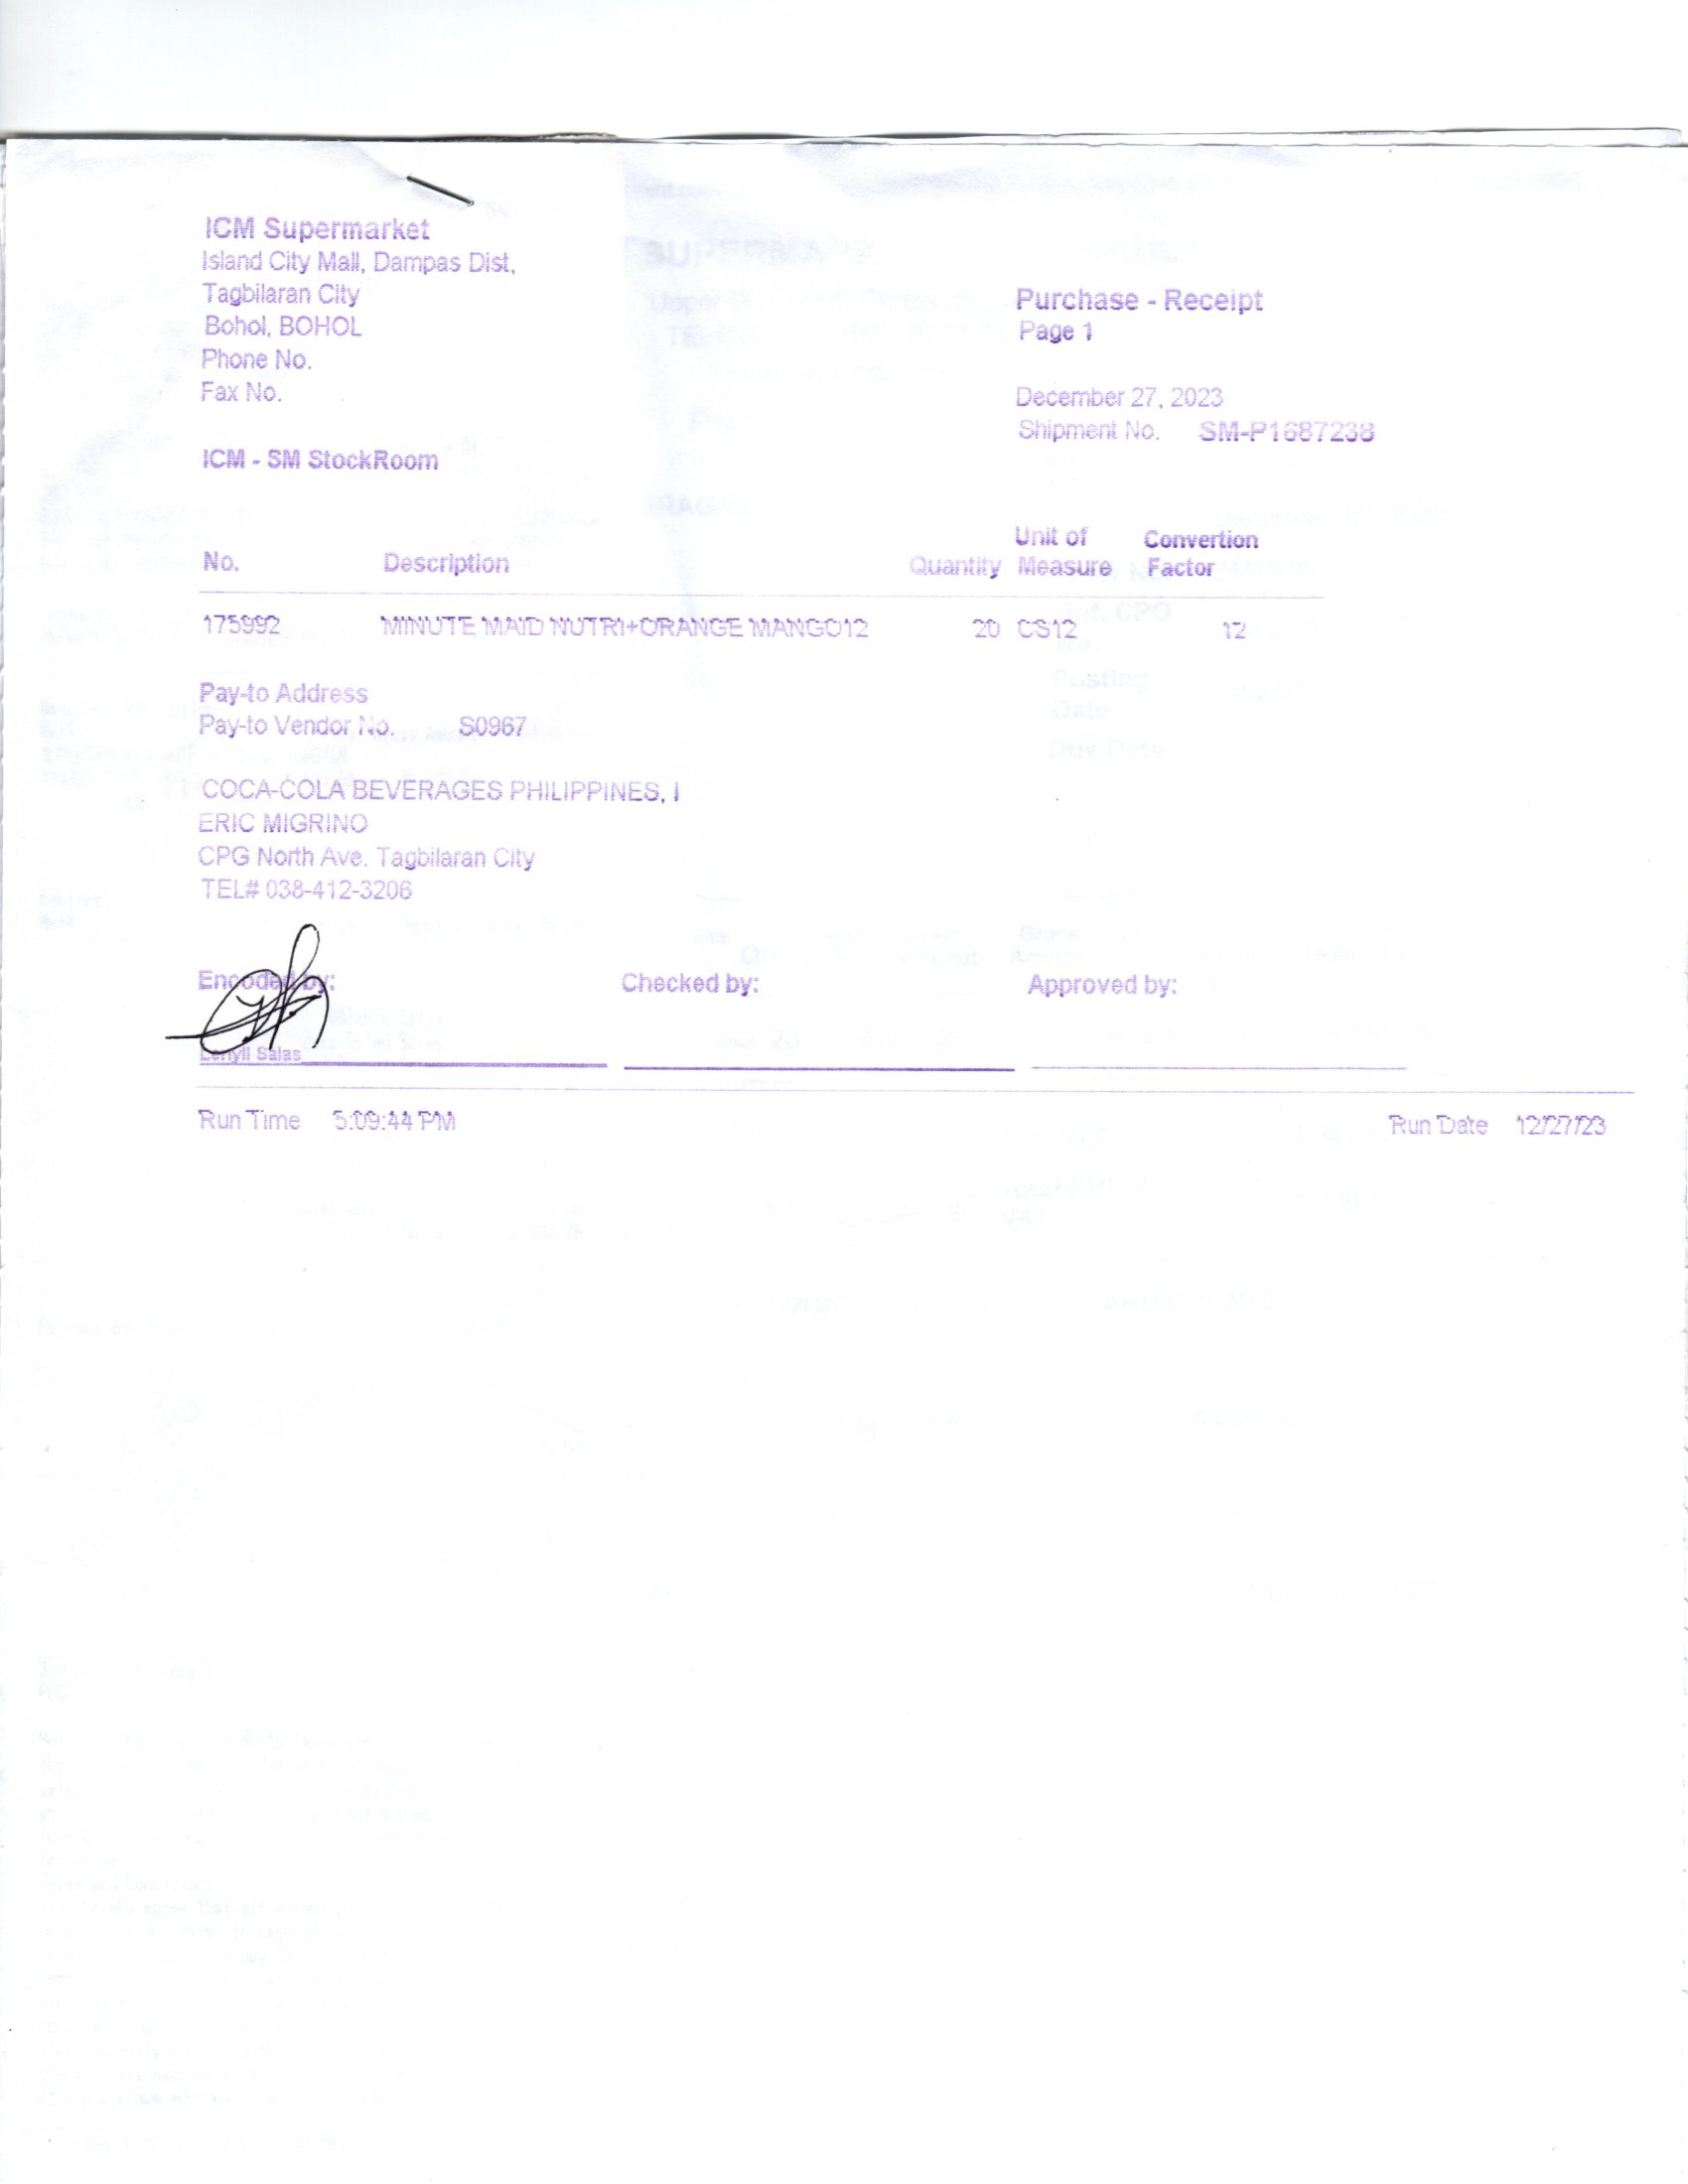 ICM Supermarket
Island City Mall, Dampas Dist,
Tagbilaran City
Bohol, BOHOL
Phone No.
Fax No.
Purchase - Receipt
Page 1
December 27, 2023
Shipment No. SM-P1687238
ICM - SM StockRoom
No. Description Quantity Unit of Measure Convertion Factor
175992 MINUTE MAID NUTRI+ORANGE MANGO12 20 CS12 12
Pay-to Address
Pay-to Vendor No. S0967
COCA-COLA BEVERAGES PHILIPPINES, I
ERIC MIGRINO
CPG North Ave. Tagbilaran City
TEL# 038-412-3206
Encoded by: Checked by: Approved by:
Lenyll Salas
Run Time 5:09:44 PM Run Date 12/27/23